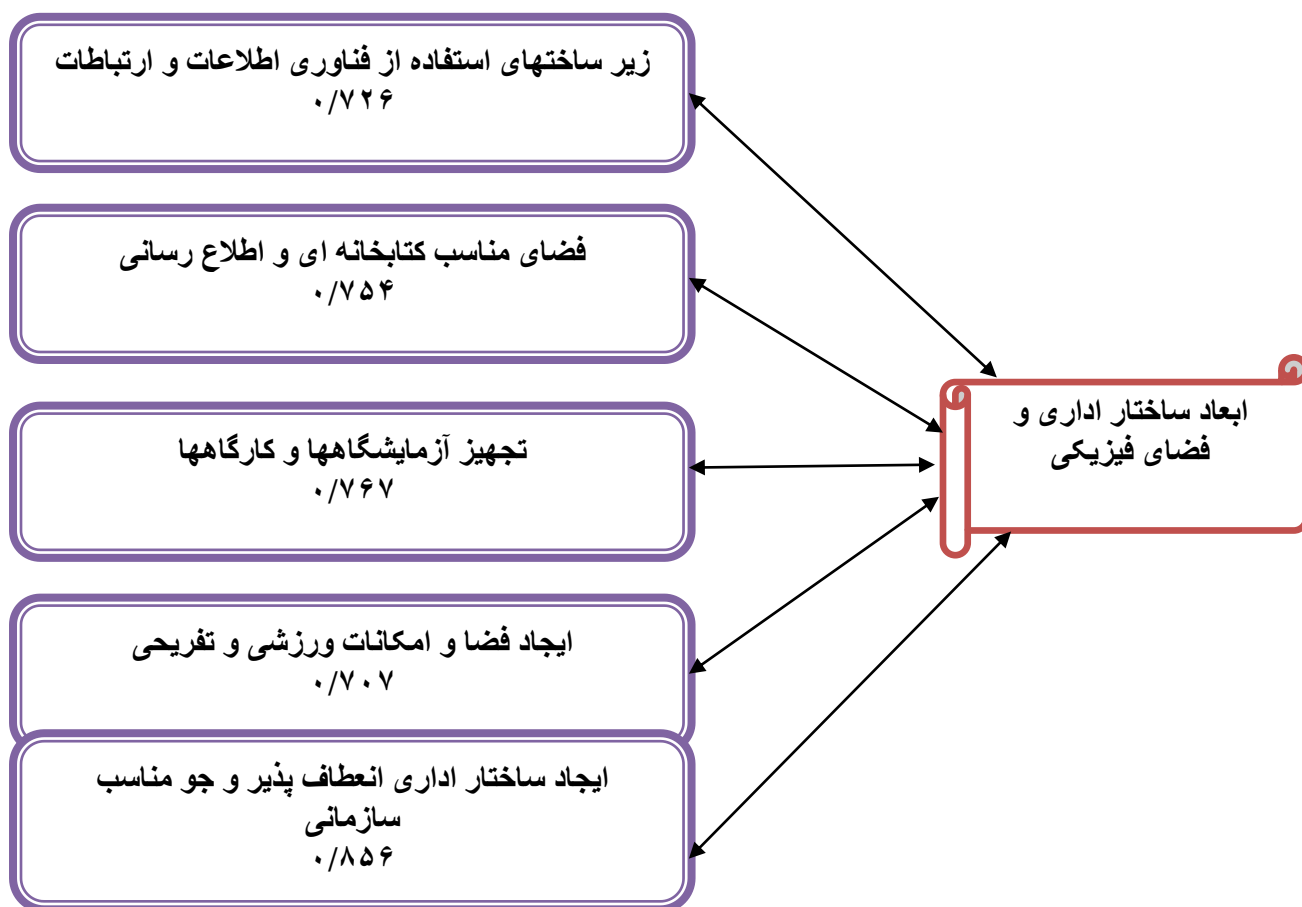 زیر ساختهای استفاده از فناوری اطلاعات و ارتباطات
۰/۷۲۶
فضای مناسب کتابخانه ای و اطلاع رسانی
۰/۷۵۴
تجهیز آزمایشگاهها و کارگاهها
۰/۷۶۷
ایجاد فضا و امکانات ورزشی و تفریحی
۰/۷۰۷
ایجاد ساختار اداری انعطاف پذیر و جو مناسب
سازمانی
۰/۸۵۶
ابعاد ساختار اداری و
فضای فیزیکی